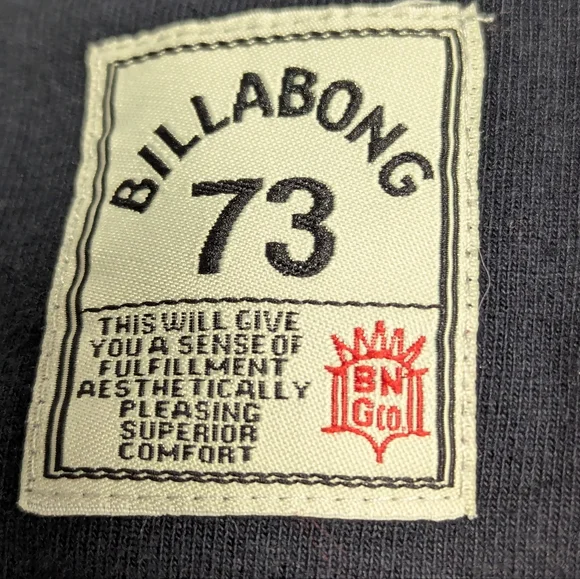 BILLABONG
73
THIS WILL GIVE
YOU A SENSE OF
FULFILLMENT
AESTHETICALLY
PLEASING
SUPERIOR
COMFORT
BN
GCO.